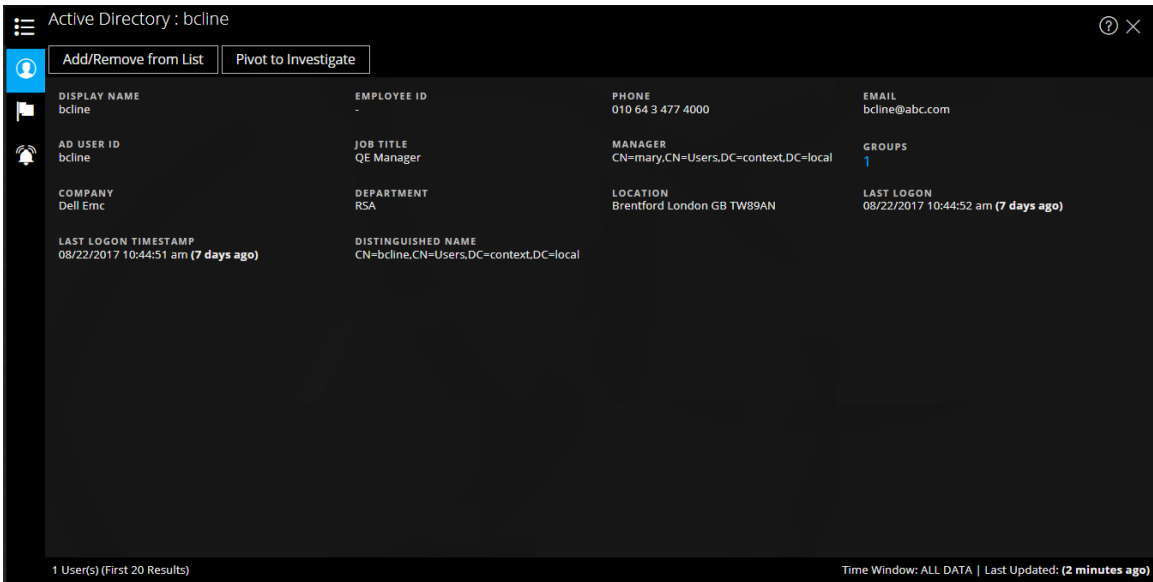 Active Directory : bcline
Add/Remove from List Pivot to Investigate
DISPLAY NAME EMPLOYEE ID PHONE EMAIL
bcline - 010 64 3 477 4000 bcline@abc.com
AD USER ID JOB TITLE MANAGER GROUPS
bcline QE Manager CN=mary,CN=Users,DC=context,DC=local 1
COMPANY DEPARTMENT LOCATION LAST LOGON
Dell Emc RSA Brentford London GB TW89AN 08/22/2017 10:44:52 am (7 days ago)
LAST LOGON TIMESTAMP DISTINGUISHED NAME
08/22/2017 10:44:51 am (7 days ago) CN=bcline,CN=Users,DC=context,DC=local
1 User(s) (First 20 Results) Time Window: ALL DATA | Last Updated: (2 minutes ago)